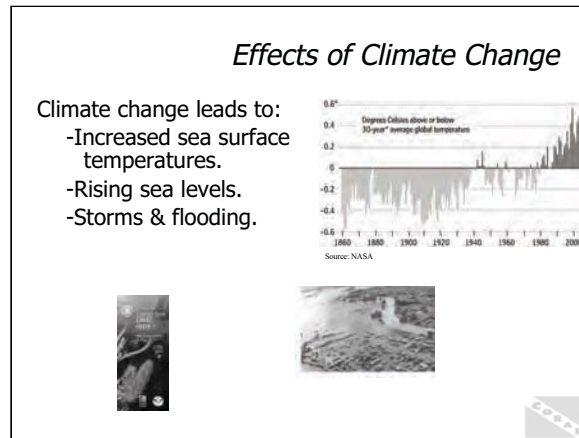 Effects of Climate Change
Climate change leads to:
-Increased sea surface
temperatures.
-Rising sea levels.
-Storms & flooding.
0.6°
Degrees Celsius above or below
30-year* average global temperature
0.4
0.2
0
-0.2
-0.4
-0.6
1860 1880 1900 1920 1940 1960 1980 2000
Source: NASA